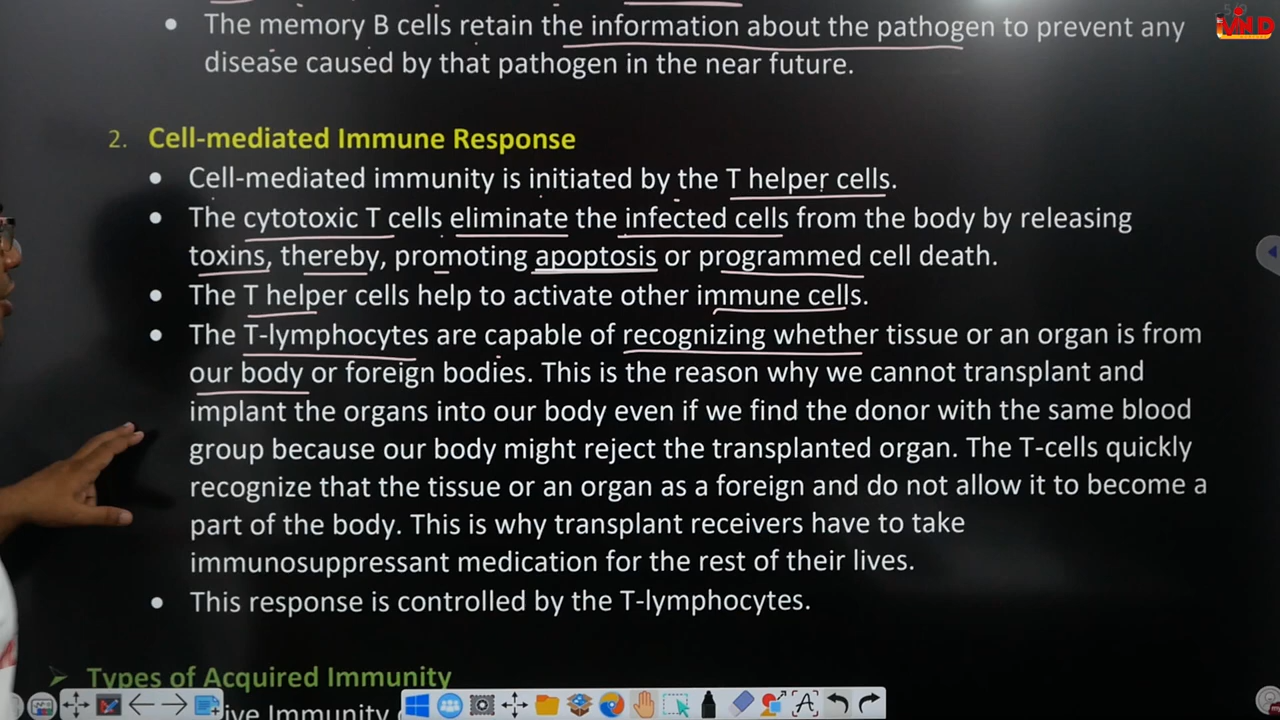 5/9
MND
• The memory B cells retain the information about the pathogen to prevent any
disease caused by that pathogen in the near future.
2. Cell-mediated Immune Response
• Cell-mediated immunity is initiated by the T helper cells.
• The cytotoxic T cells eliminate the infected cells from the body by releasing
toxins, thereby, promoting apoptosis or programmed cell death.
• The T helper cells help to activate other immune cells.
• The T-lymphocytes are capable of recognizing whether tissue or an organ is from
our body or foreign bodies. This is the reason why we cannot transplant and
implant the organs into our body even if we find the donor with the same blood
group because our body might reject the transplanted organ. The T-cells quickly
recognize that the tissue or an organ as a foreign and do not allow it to become a
part of the body. This is why transplant receivers have to take
immunosuppressant medication for the rest of their lives.
• This response is controlled by the T-lymphocytes.
➤ Types of Acquired Immunity
ive Immunity